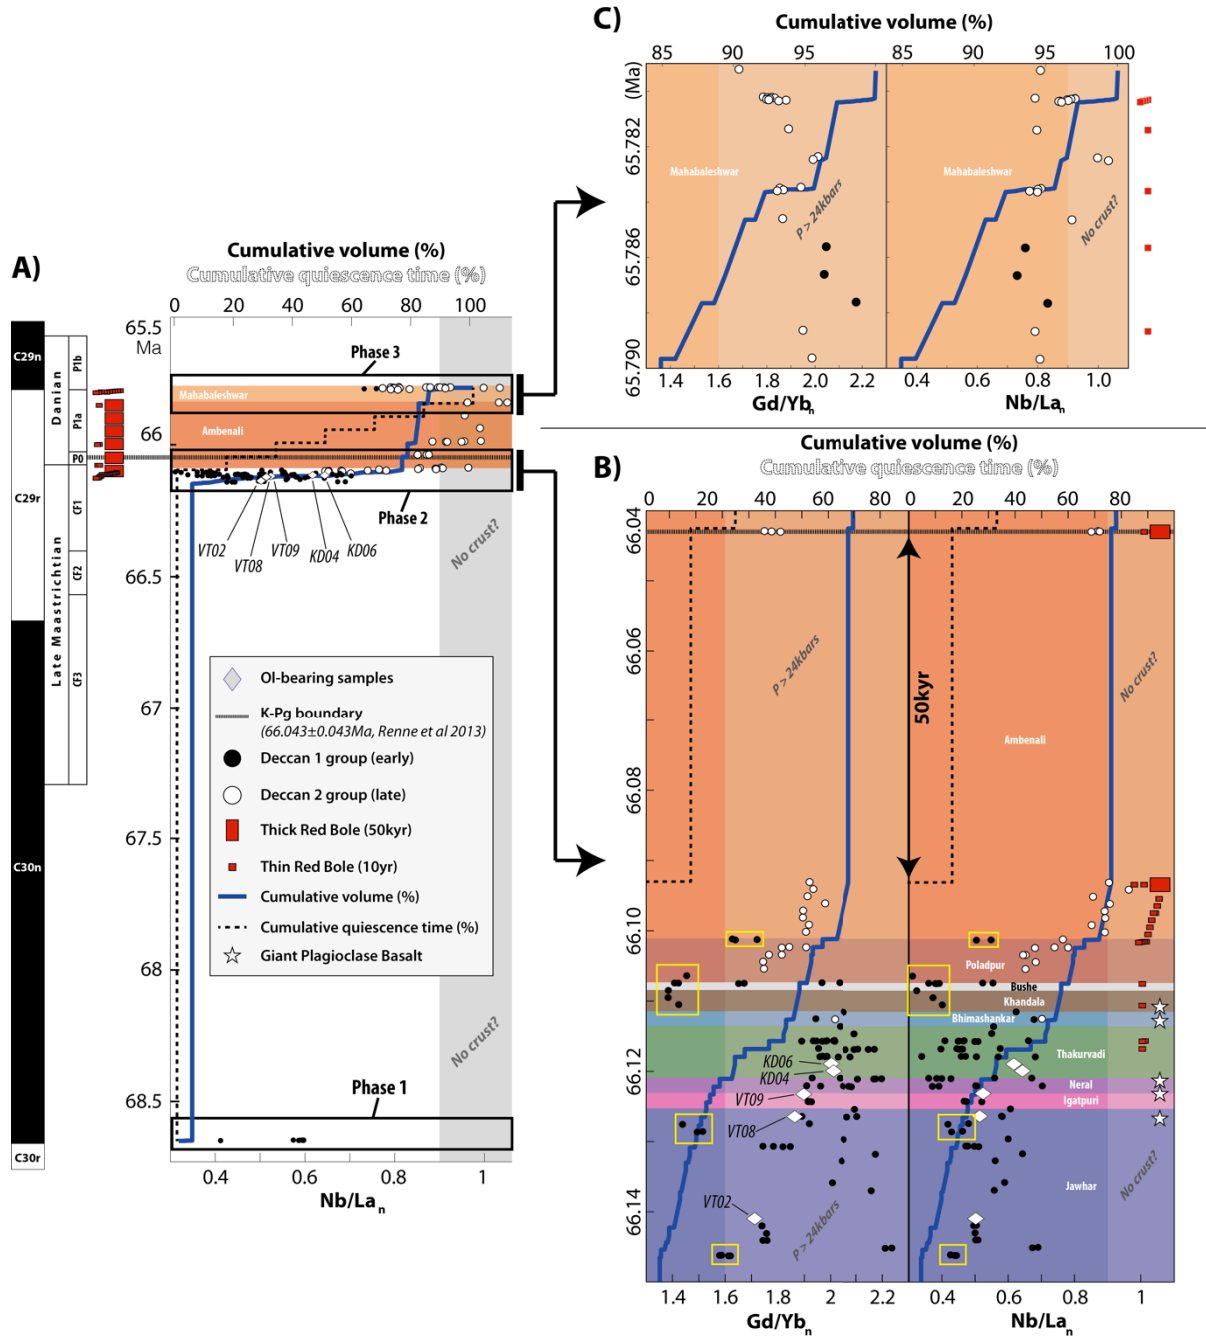 A)
Cumulative volume (%)
Cumulative quiescence time (%)
0 20 40 60 80 100
65.5
Ma
66
66.5
67
67.5
68
68.5
C29n
C29r
C30n
C30r
Danian
Late Maastrichtian
P1b
P1a
P0
CF1
CF2
CF3
Phase 3
Mahabaleshwar
Ambenali
Phase 2
VT02
VT08
VT09
KD04
KD06
No crust?
Ol-bearing samples
K-Pg boundary
(66.043±0.043Ma, Renne et al 2013)
Deccan 1 group (early)
Deccan 2 group (late)
Thick Red Bole (50kyr)
Thin Red Bole (10yr)
Cumulative volume (%)
Cumulative quiescence time (%)
Giant Plagioclase Basalt
No crust?
Phase 1
0.4 0.6 0.8 1
Nb/Lan
C)
Cumulative volume (%)
85 90 95 85 90 95 100
(Ma)
65.782
65.786
65.790
Mahabaleshwar
P > 24kbars
Mahabaleshwar
No crust?
1.4 1.6 1.8 2.0 2.2 0.4 0.6 0.8 1.0
Gd/Ybn
Nb/Lan
Cumulative volume (%)
Cumulative quiescence time (%)
B)
0 20 40 60 80 0 20 40 60 80
66.04
66.06
66.08
66.10
66.12
66.14
P > 24kbars
50kyr
No crust?
Ambenali
Poladpur
Bushe
Khandala
Bhimashankar
Thakurvadi
KD06
KD04
Neral
VT09
Igatpuri
VT08
Jawhar
VT02
P > 24kbars
No crust?
1.4 1.6 1.8 2 2.2 0.4 0.6 0.8 1
Gd/Ybn
Nb/Lan